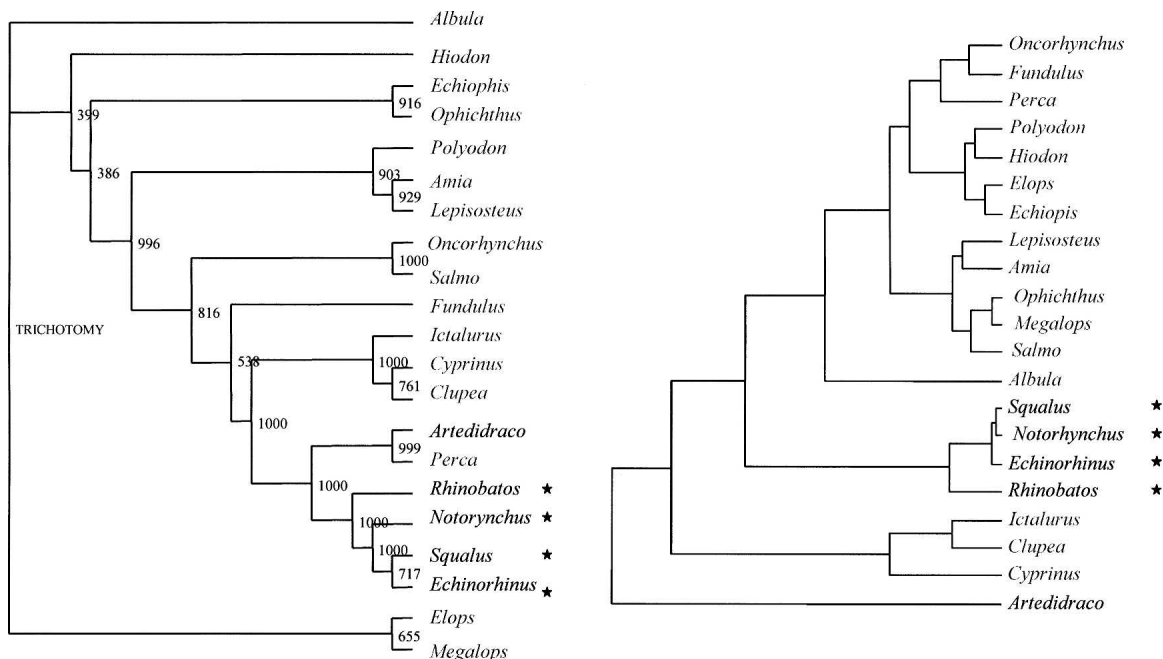 Albula
Hiodon
399
Echiophis
916
Ophichthus
386
Polyodon
903
Amia
929
Lepisosteus
996
Oncorhynchus
1000
Salmo
816
Fundulus
TRICHOTOMY
538
Ictalurus
1000
Cyprinus
761
Clupea
1000
Artedidraco
999
Perca
1000
Rhinobatos ★
1000
Notorynchus ★
1000
Squalus ★
717
Echinorhinus ★
Elops
655
Megalops
Oncorhynchus
Fundulus
Perca
Polyodon
Hiodon
Elops
Echiopis
Lepisosteus
Amia
Ophichthus
Megalops
Salmo
Albula
Squalus ★
Notorhynchus ★
Echinorhinus ★
Rhinobatos ★
Ictalurus
Clupea
Cyprinus
Artedidraco